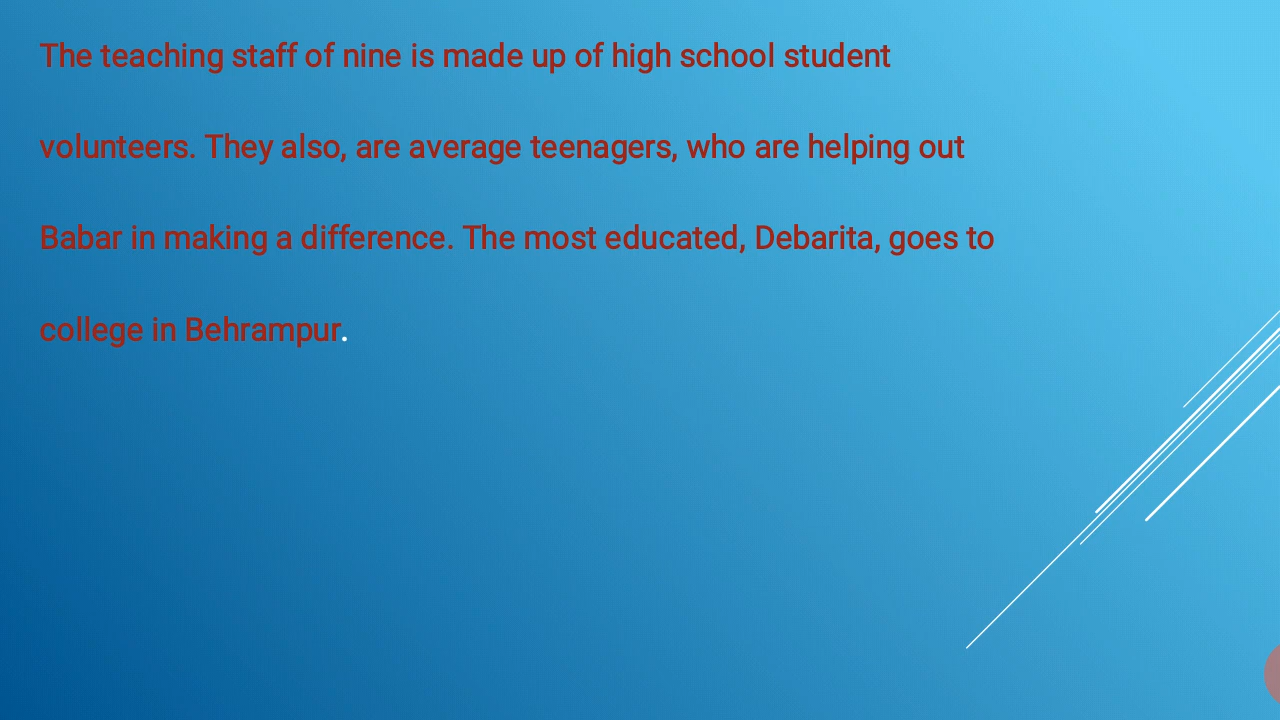 The teaching staff of nine is made up of high school student
volunteers. They also, are average teenagers, who are helping out
Babar in making a difference. The most educated, Debarita, goes to
college in Behrampur.